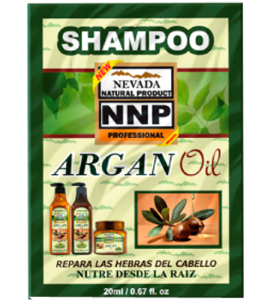 SHAMPOO
NEW
NEVADA
NATURAL PRODUCT
NNP
PROFESSIONAL
ARGAN Oil
REPARA LAS HEBRAS DEL CABELLO
NUTRE DESDE LA RAIZ
20ml / 0.67 fl. oz